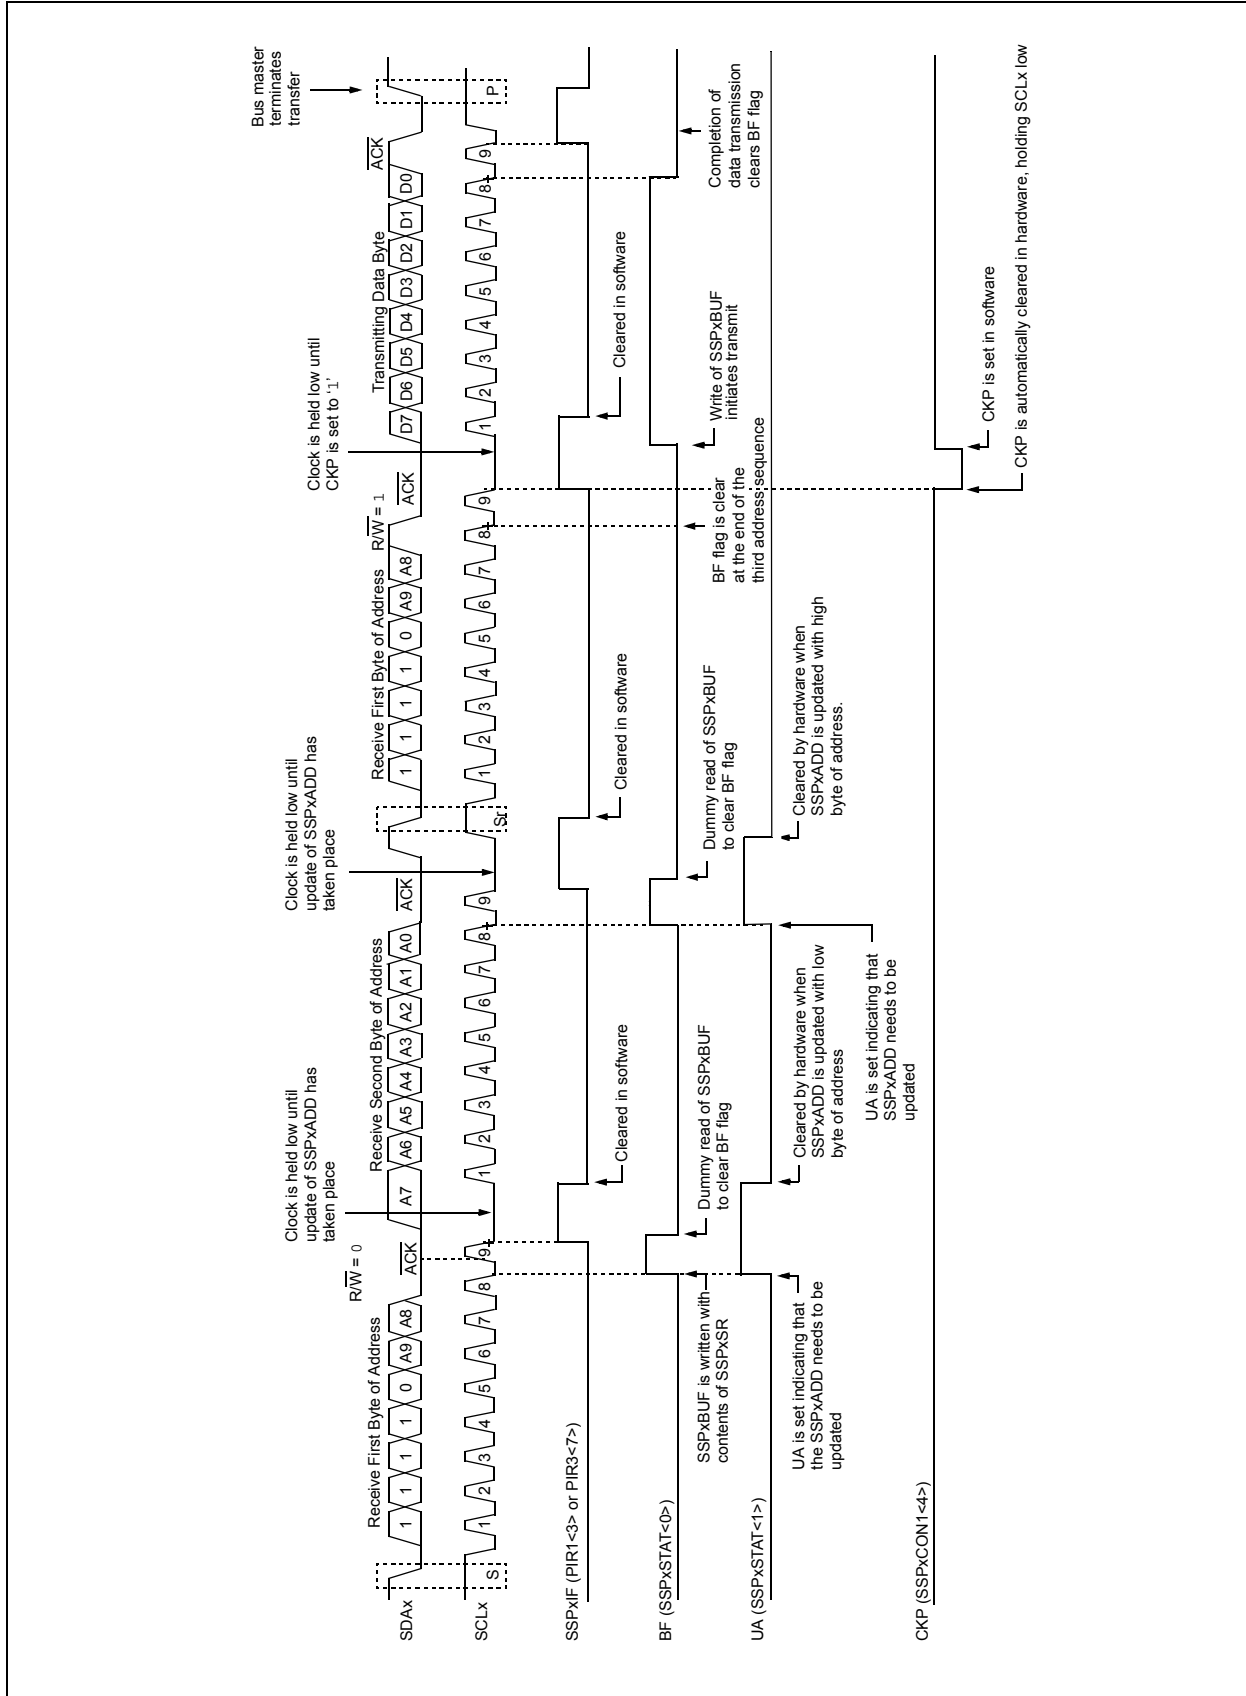 Bus master
terminates
transfer
Clock is held low until
CKP is set to ‘1’
Clock is held low until
update of SSPxADD has
taken place
Clock is held low until
update of SSPxADD has
taken place
Receive First Byte of Address
R/W = 0
Receive Second Byte of Address
Receive First Byte of Address
R/W = 1
Transmitting Data Byte
SDAx
1 1 1 1 0 A9 A8
ACK
A7 A6 A5 A4 A3 A2 A1 A0
ACK
1 1 1 1 0 A9 A8
ACK
D7 D6 D5 D4 D3 D2 D1 D0
ACK
SCLx
S
1 2 3 4 5 6 7 8 9
1 2 3 4 5 6 7 8 9
Sr
1 2 3 4 5 6 7 8 9
1 2 3 4 5 6 7 8 9
P
SSPxIF (PIR1<3> or PIR3<7>)
Cleared in software
Cleared in software
Cleared in software
BF (SSPxSTAT<0>)
SSPxBUF is written with
contents of SSPxSR
Dummy read of SSPxBUF
to clear BF flag
Dummy read of SSPxBUF
to clear BF flag
BF flag is clear
at the end of the
third address sequence
Write of SSPxBUF
initiates transmit
Completion of
data transmission
clears BF flag
UA (SSPxSTAT<1>)
UA is set indicating that
the SSPxADD needs to be
updated
Cleared by hardware when
SSPxADD is updated with low
byte of address
UA is set indicating that
SSPxADD needs to be
updated
Cleared by hardware when
SSPxADD is updated with high
byte of address.
CKP (SSPxCON1<4>)
CKP is set in software
CKP is automatically cleared in hardware, holding SCLx low